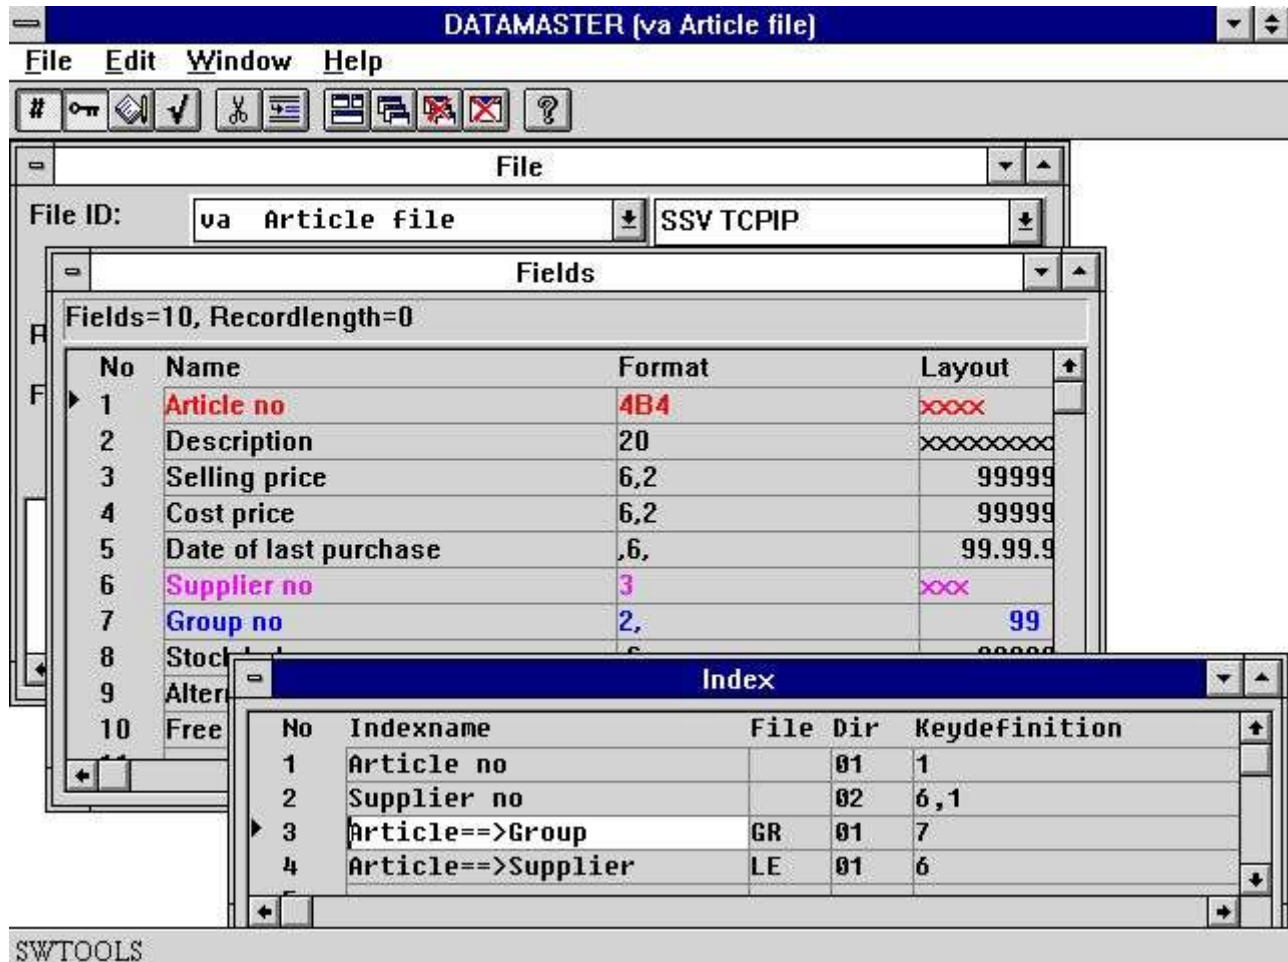 DATAMASTER (va Article file)
File Edit Window Help
#
File
File ID: va Article file SSV TCPIP
Fields
Fields=10, Recordlength=0
R
F
No Name Format Layout
1 Article no 4B4 xxxx
2 Description 20 xxxxxxxxx
3 Selling price 6,2 99999
4 Cost price 6,2 99999
5 Date of last purchase ,6, 99.99.9
6 Supplier no 3 xxx
7 Group no 2, 99
8
9 Altern
10 Free
Index
No Indexname File Dir Keydefinition
1 Article no 01 1
2 Supplier no 02 6,1
3 Article==>Group GR 01 7
4 Article==>Supplier LE 01 6
SWTOOLS